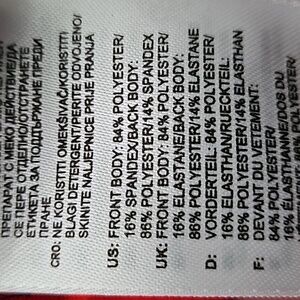 ПРЕПАРАТ С МЕКО ДЕЙСТВИЕ/ДА
СЕ ПЕРЕ ОТДЕЛНО/ОТСТРАНЕТЕ
ЕТИКЕТА ЗА ПОДДЪРЖАНЕ ПРЕДИ
ПРАНЕ
CRO: NE KORISTITI OMEKŠIVAČ/KORISTITI
BLAGI DETERGENT/PERITE ODVOJENO/
SKINITE NALJEPNICE PRIJE PRANJA
US: FRONT BODY: 84% POLYESTER/
16% SPANDEX/BACK BODY:
86% POLYESTER/14% SPANDEX
UK: FRONT BODY: 84% POLYESTER/
16% ELASTANE/BACK BODY:
86% POLYESTER/14% ELASTANE
D: VORDERTEIL: 84% POLYESTER/
16% ELASTHAN/RUECKTEIL:
86% POLYESTER/14% ELASTHAN
F: DEVANT DU VETEMENT:
84% POLYESTER/
16% ELASTHANNE/DOS DU